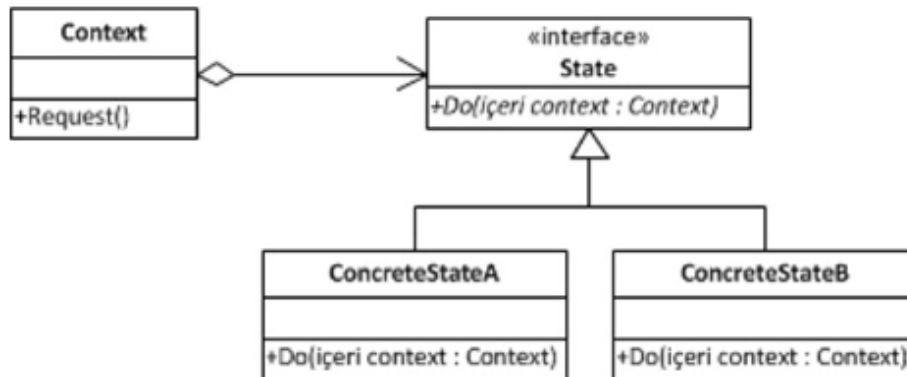 Context
+Request()
«interface»
State
+Do(içeri context : Context)
ConcreteStateA
+Do(içeri context : Context)
ConcreteStateB
+Do(içeri context : Context)